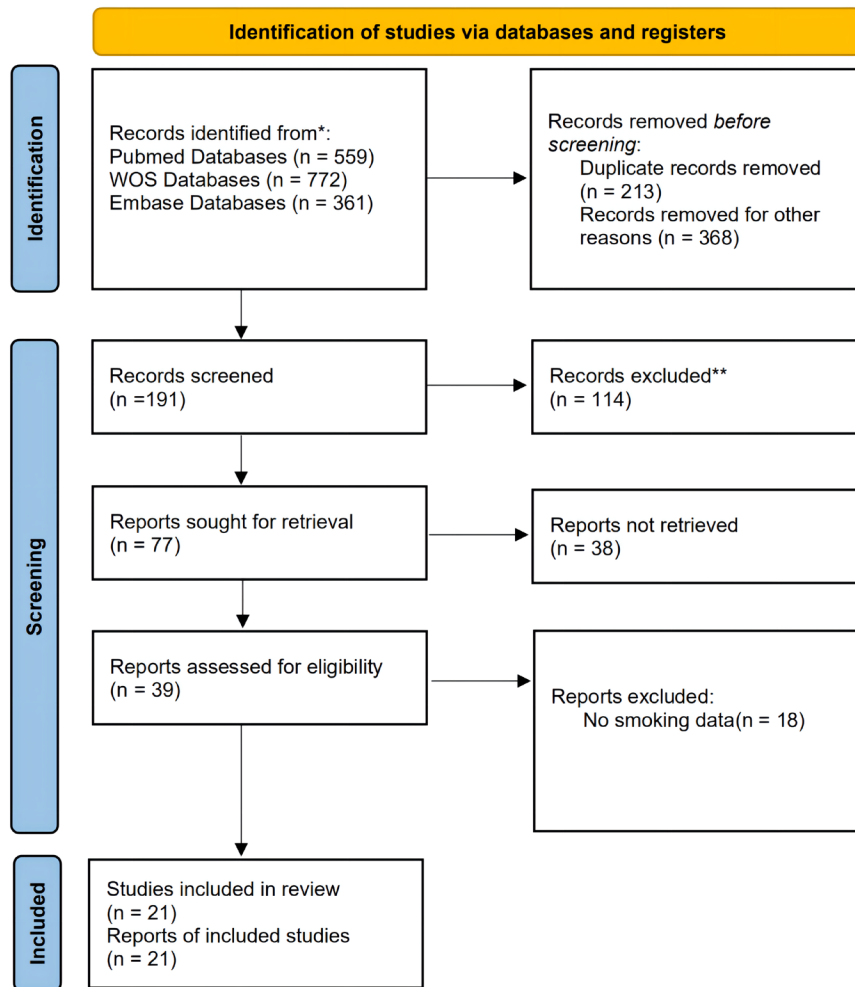 Identification of studies via databases and registers
Identification
Records identified from*:
Pubmed Databases (n = 559)
WOS Databases (n = 772)
Embase Databases (n = 361)
Records removed before
screening:
Duplicate records removed
(n = 213)
Records removed for other
reasons (n = 368)
Screening
Records screened
(n =191)
Records excluded**
(n = 114)
Reports sought for retrieval
(n = 77)
Reports not retrieved
(n = 38)
Reports assessed for eligibility
(n = 39)
Reports excluded:
No smoking data(n = 18)
Included
Studies included in review
(n = 21)
Reports of included studies
(n = 21)